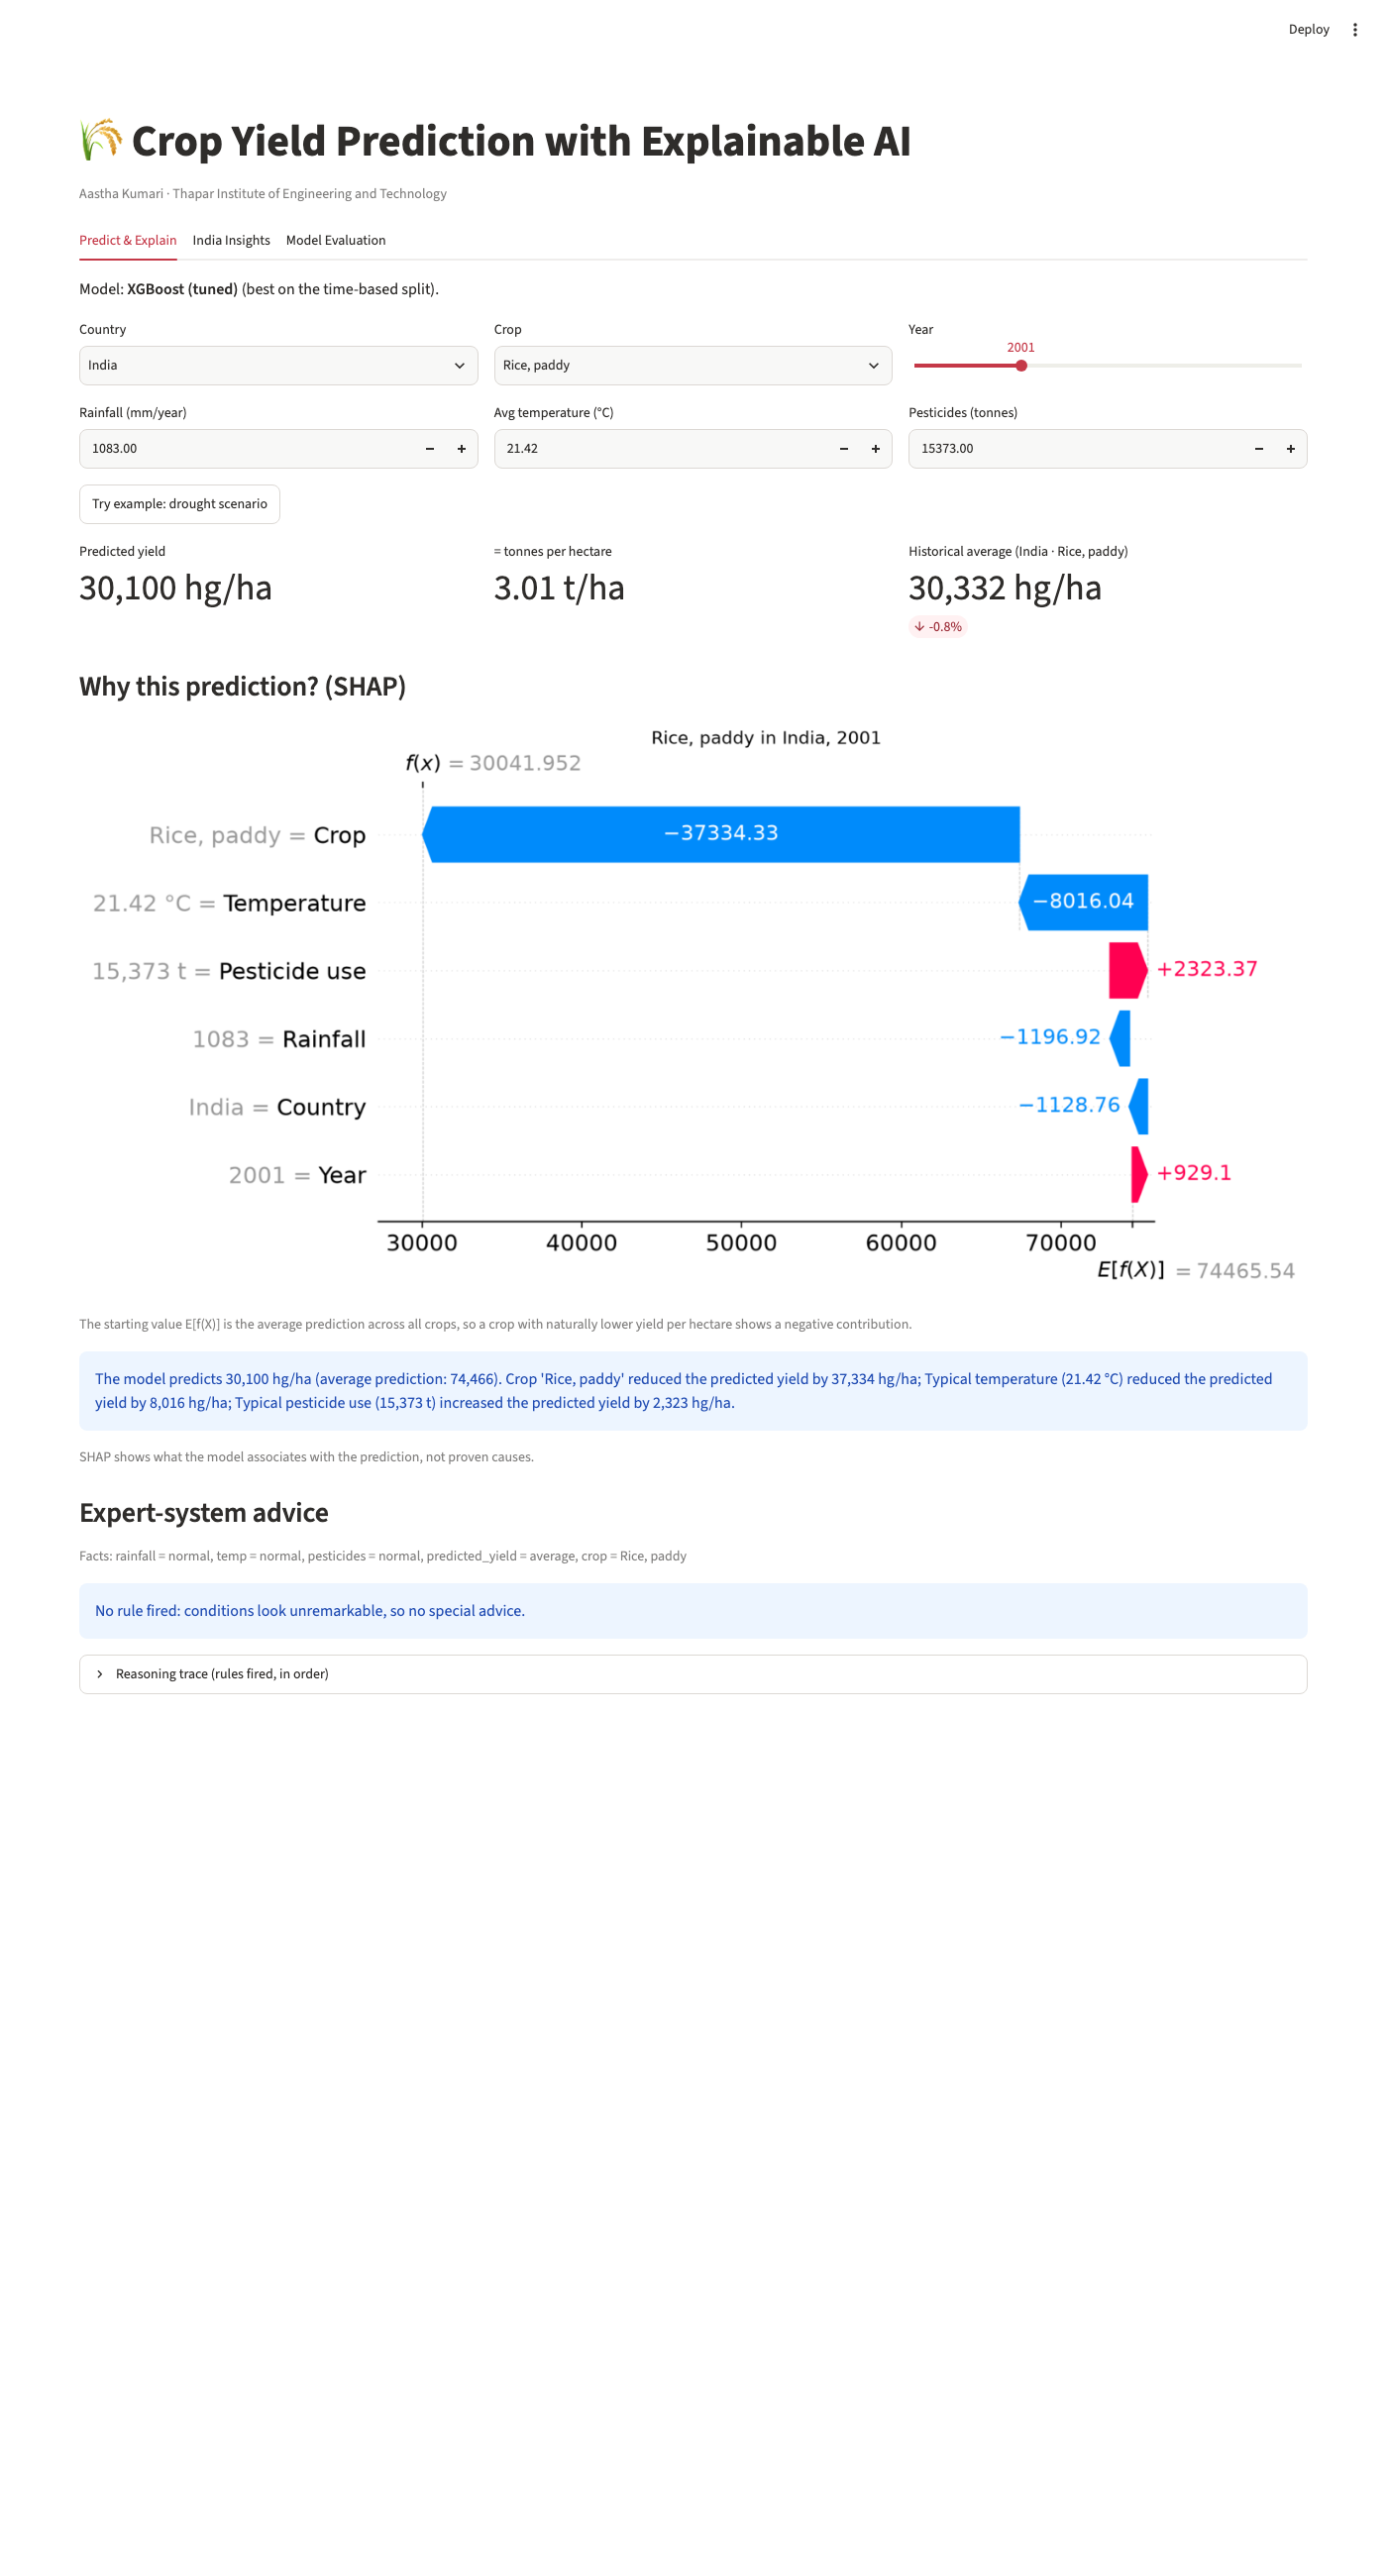 Deploy
Crop Yield Prediction with Explainable AI
Aastha Kumari · Thapar Institute of Engineering and Technology
Predict & Explain India Insights Model Evaluation
Model: XGBoost (tuned) (best on the time-based split).
Country Crop Year
2001
India Rice, paddy
Rainfall (mm/year) Avg temperature (°C) Pesticides (tonnes)
1083.00 21.42 15373.00
Try example: drought scenario
Predicted yield = tonnes per hectare Historical average (India · Rice, paddy)
30,100 hg/ha 3.01 t/ha 30,332 hg/ha
↓ -0.8%
Why this prediction? (SHAP)
Rice, paddy in India, 2001
f(x) = 30041.952
Rice, paddy = Crop −37334.33
21.42 °C = Temperature −8016.04
15,373 t = Pesticide use +2323.37
1083 = Rainfall −1196.92
India = Country −1128.76
2001 = Year +929.1
30000 40000 50000 60000 70000
E[f(X)] = 74465.54
The starting value E[f(X)] is the average prediction across all crops, so a crop with naturally lower yield per hectare shows a negative contribution.
The model predicts 30,100 hg/ha (average prediction: 74,466). Crop 'Rice, paddy' reduced the predicted yield by 37,334 hg/ha; Typical temperature (21.42 °C) reduced the predicted
yield by 8,016 hg/ha; Typical pesticide use (15,373 t) increased the predicted yield by 2,323 hg/ha.
SHAP shows what the model associates with the prediction, not proven causes.
Expert-system advice
Facts: rainfall = normal, temp = normal, pesticides = normal, predicted_yield = average, crop = Rice, paddy
No rule fired: conditions look unremarkable, so no special advice.
Reasoning trace (rules fired, in order)